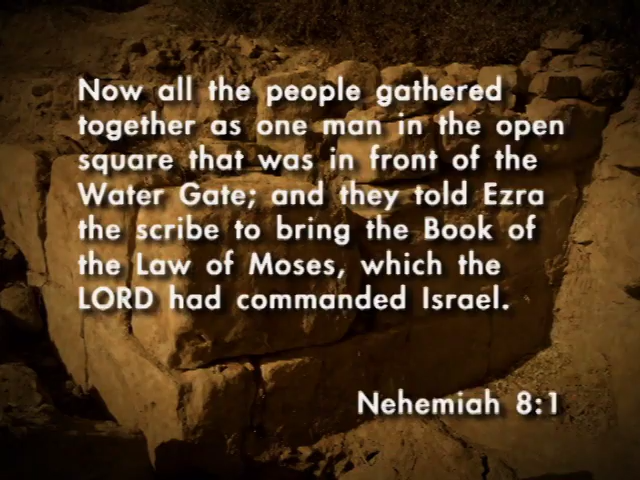 Now all the people gathered
together as one man in the open
square that was in front of the
Water Gate; and they told Ezra
the scribe to bring the Book of
the Law of Moses, which the
LORD had commanded Israel.
Nehemiah 8:1